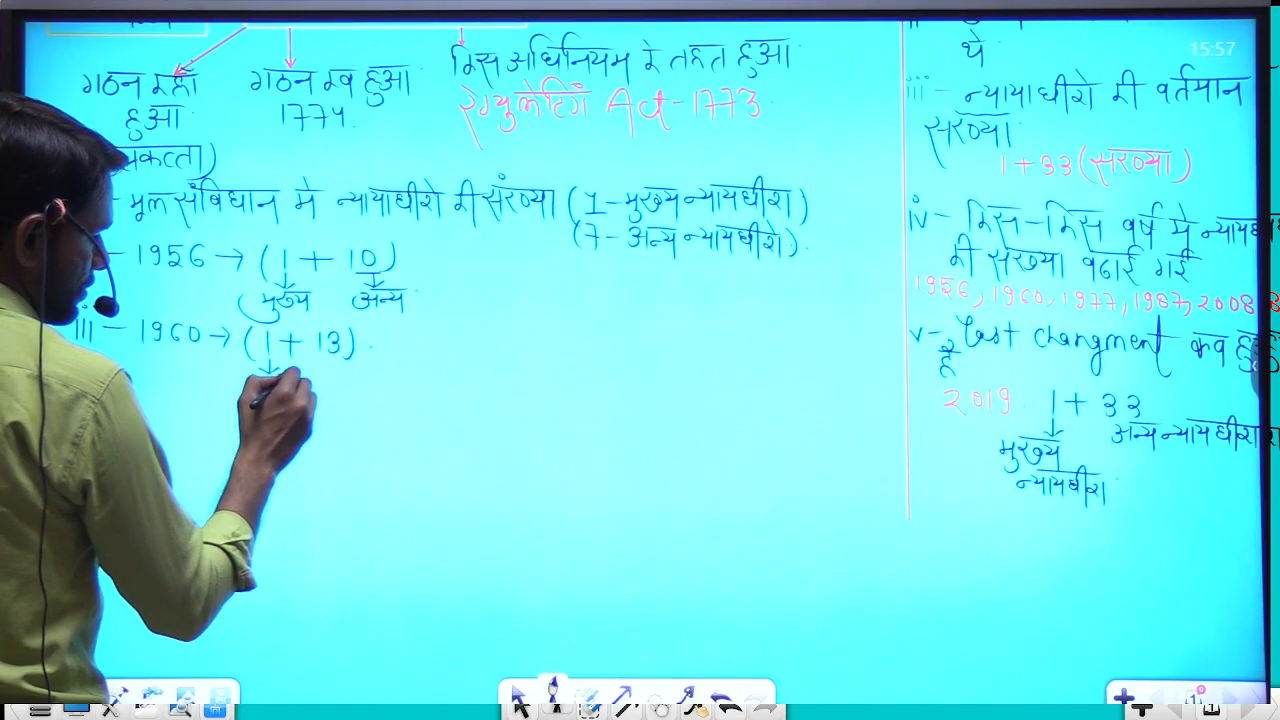 गठन कहाँ
हुआ
गठन कब हुआ
1774
किस अधिनियम के तहत हुआ
रेग्युलेटिंग Act-1773
मूल संविधान मे न्यायाधीशो की संख्या (1-मुख्य न्यायधीश)
(7- अन्य न्यायधीश).
- 1956 → (1 + 10)
मुख्य अन्य
iii - 1960 → (1 + 13)
थे
15:57
iii - न्यायाधीशो की वर्तमान
संख्या
1+33 (संख्या)
iv - किस-किस वर्ष मे
की संख्या बढाई गई
1956, 1960, 1977, 1987, 2008
v- Last changment कब
है
2019 1 + 33
मुख्य
न्यायधीश
अन्य न्यायधीश